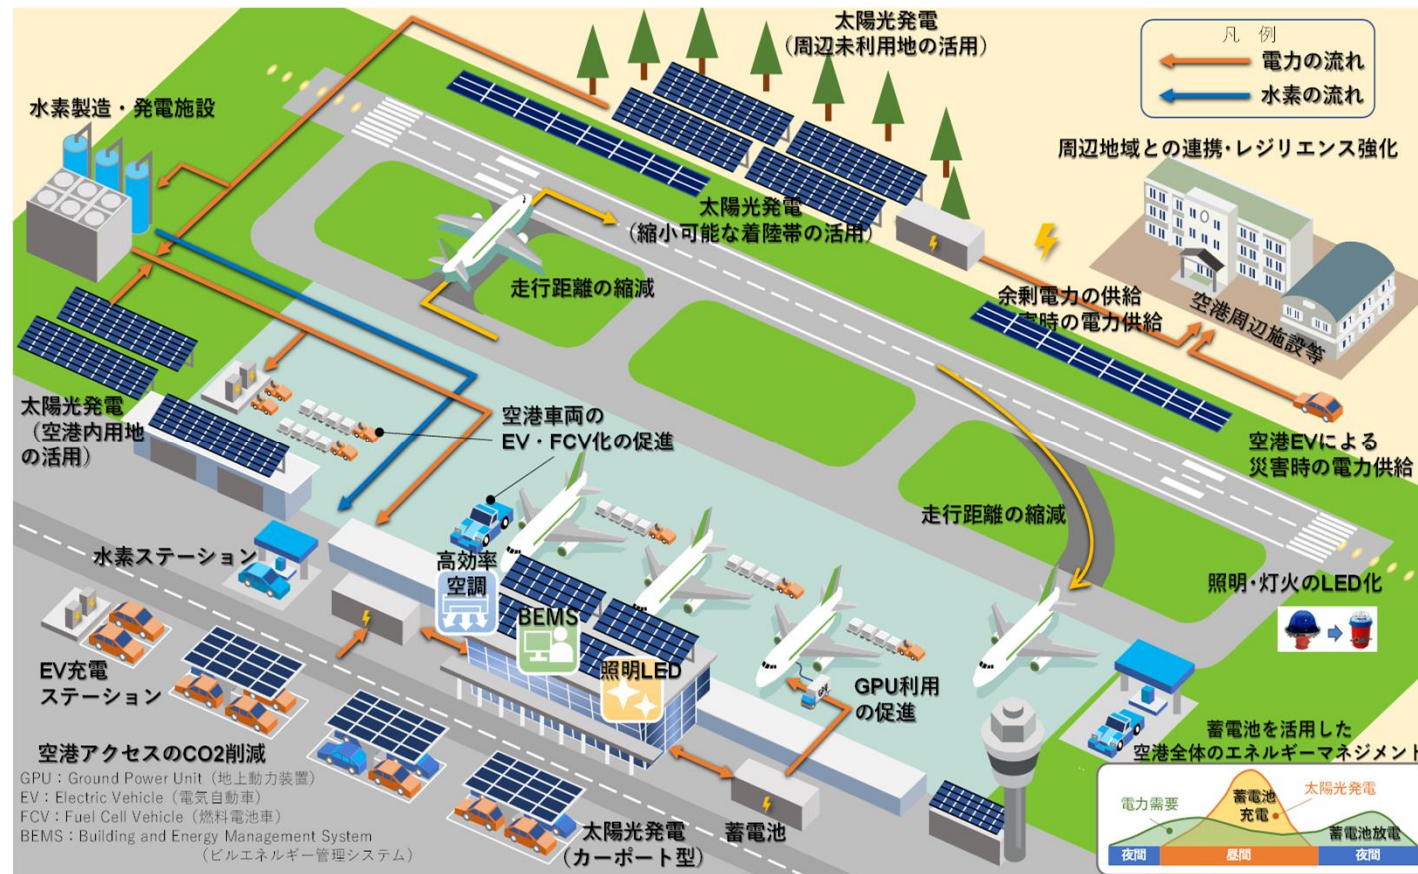 太陽光発電
（周辺未利用地の活用）
凡 例
電力の流れ
水素の流れ
水素製造・発電施設
周辺地域との連携・レジリエンス強化
太陽光発電
（縮小可能な着陸帯の活用）
走行距離の縮減
余剰電力の供給
害時の電力供給
空港周辺施設等
太陽光発電
（空港内用地
の活用）
空港車両の
EV・FCV化の促進
空港EVによる
災害時の電力供給
走行距離の縮減
水素ステーション
高効率
空調
BEMS
照明LED
照明・灯火のLED化
EV充電
ステーション
GPU利用
の促進
GPU
空港アクセスのCO2削減
GPU：Ground Power Unit（地上動力装置）
EV：Electric Vehicle（電気自動車）
FCV：Fuel Cell Vehicle（燃料電池車）
BEMS：Building and Energy Management System
（ビルエネルギー管理システム）
太陽光発電
（カーポート型）
蓄電池
蓄電池を活用した
空港全体のエネルギーマネジメント
電力需要
蓄電池
充電
太陽光発電
蓄電池放電
夜間
昼間
夜間